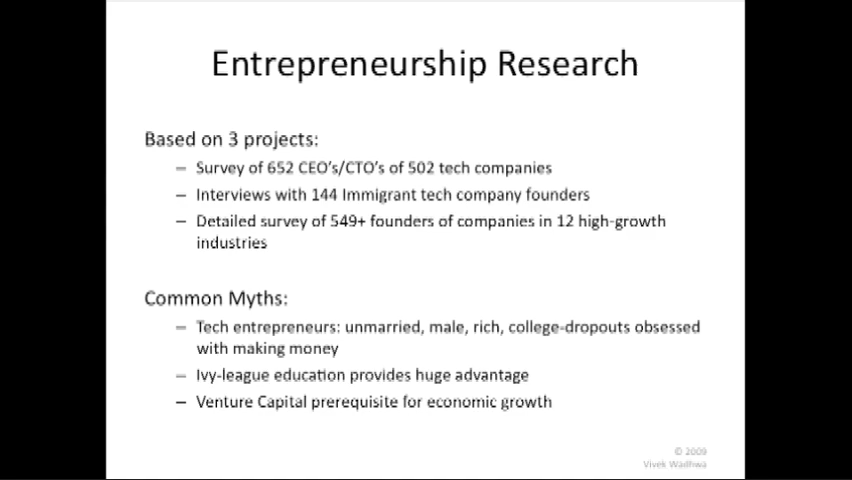 Entrepreneurship Research
Based on 3 projects:
– Survey of 652 CEO's/CTO's of 502 tech companies
– Interviews with 144 Immigrant tech company founders
– Detailed survey of 549+ founders of companies in 12 high-growth
industries
Common Myths:
– Tech entrepreneurs: unmarried, male, rich, college-dropouts obsessed
with making money
– Ivy-league education provides huge advantage
– Venture Capital prerequisite for economic growth
© 2009
Vivek Wadhwa